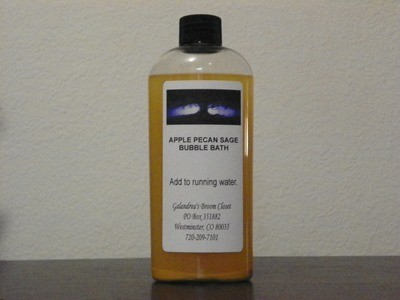 APPLE PECAN SAGE
BUBBLE BATH
Add to running water.
Galandrea's Broom Closet
PO Box 351882
Westminster, CO 80035
720-209-7101